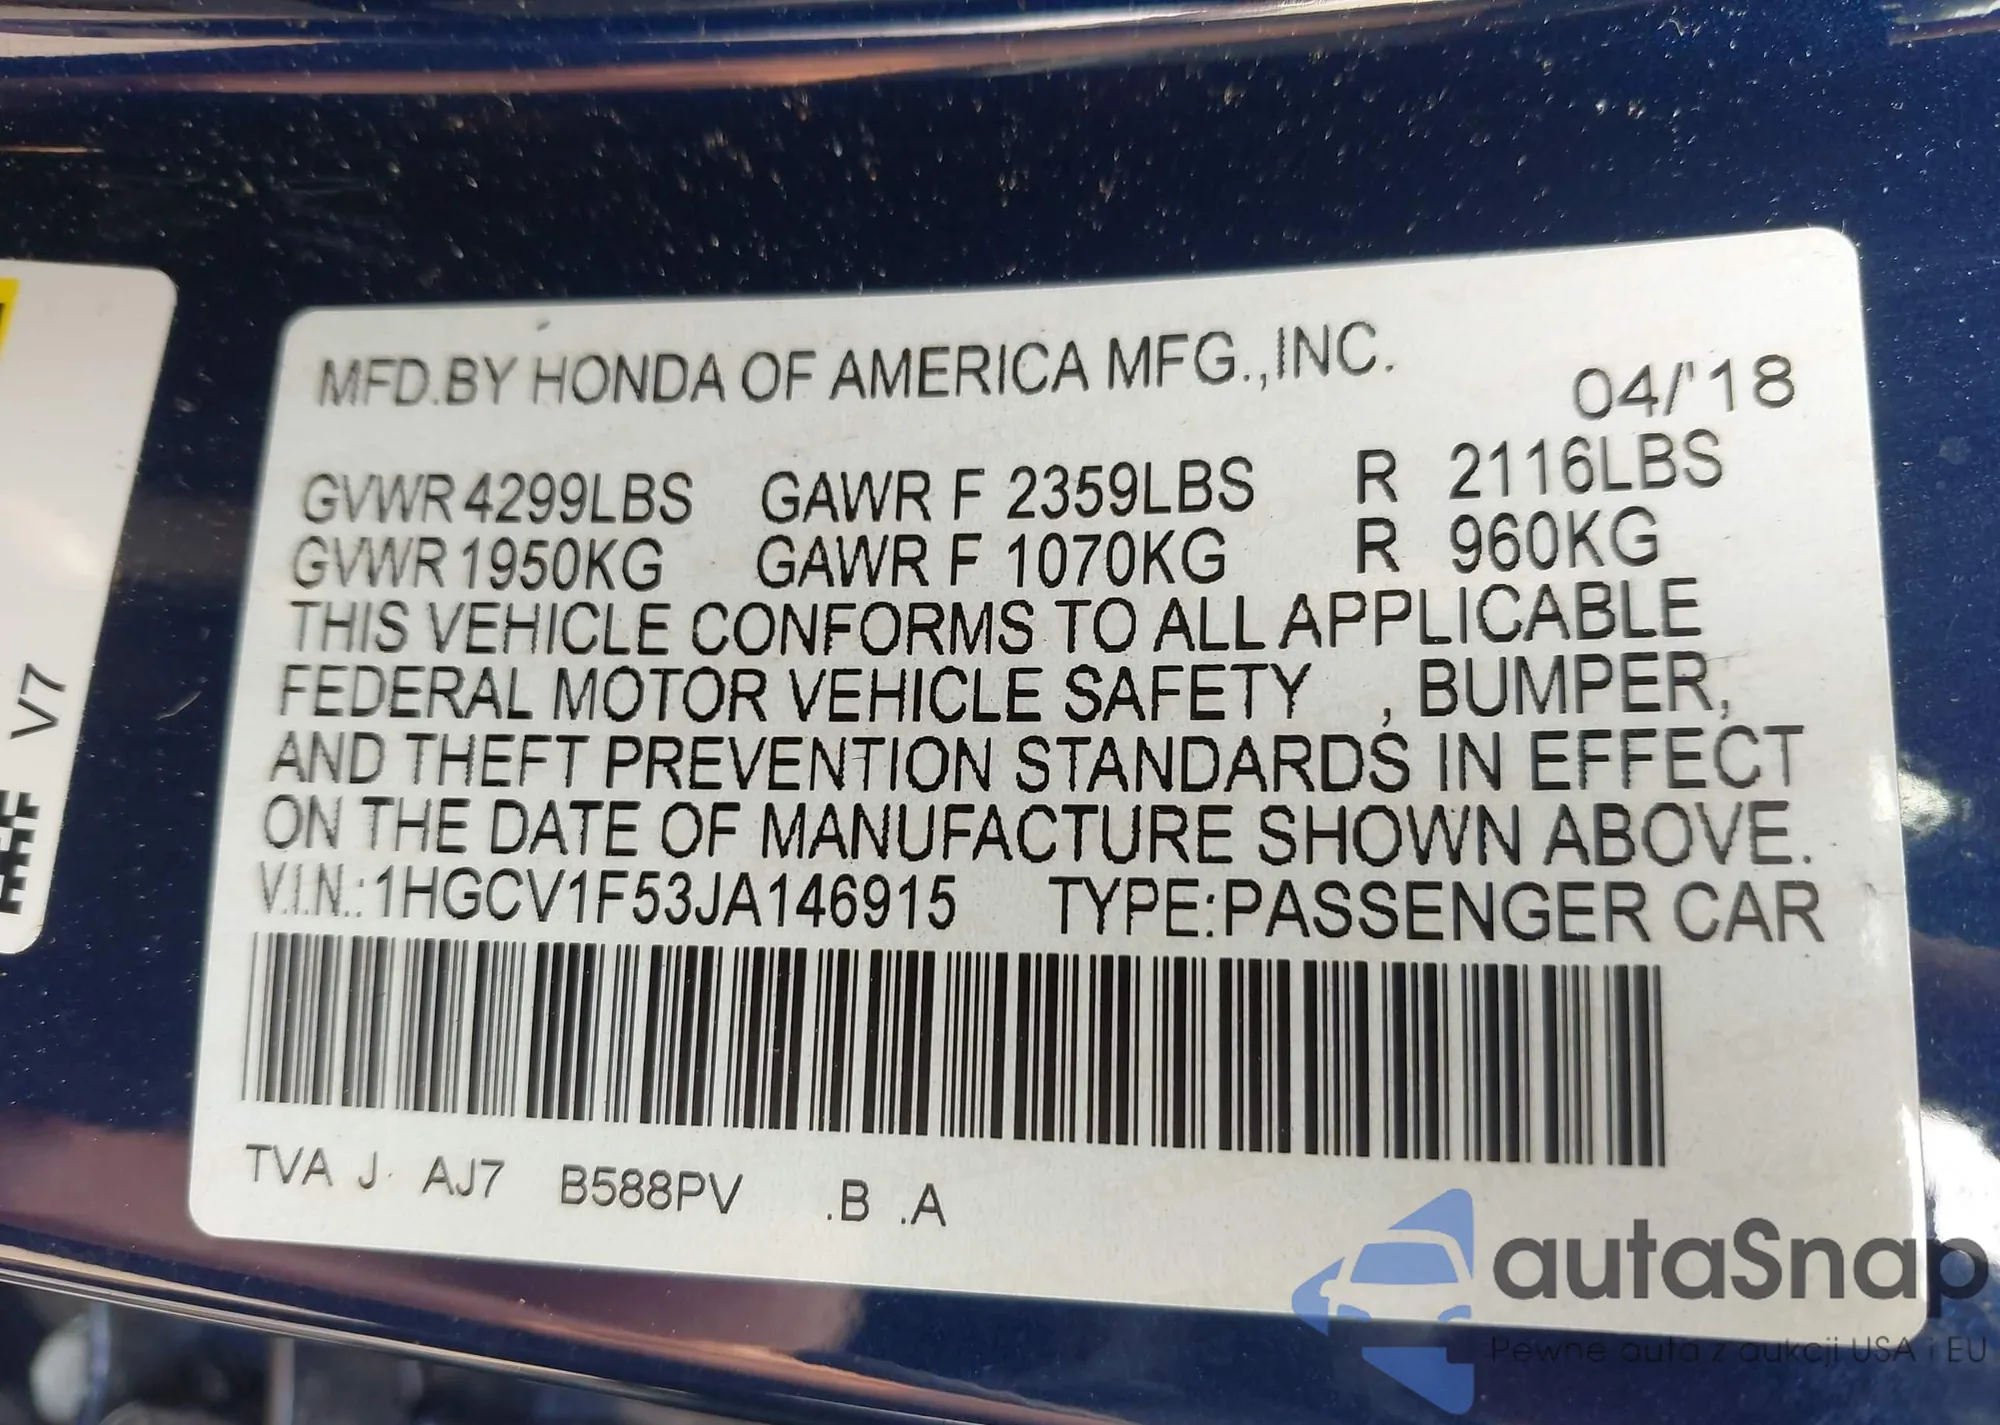 MFD.BY HONDA OF AMERICA MFG.,INC. 04/'18
GVWR 4299LBS GAWR F 2359LBS R 2116LBS
GVWR 1950KG GAWR F 1070KG R 960KG
THIS VEHICLE CONFORMS TO ALL APPLICABLE
FEDERAL MOTOR VEHICLE SAFETY , BUMPER,
AND THEFT PREVENTION STANDARDS IN EFFECT
ON THE DATE OF MANUFACTURE SHOWN ABOVE.
V.I.N.:1HGCV1F53JA146915 TYPE:PASSENGER CAR
TVA J AJ7 B588PV .B .A
V7
autaSnap
Pewne auta z aukcji USA i EU